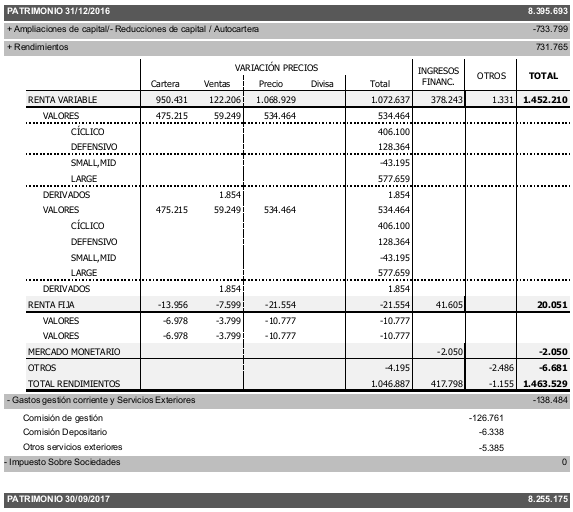 PATRIMONIO 31/12/2016 8.395.693
+ Ampliaciones de capital/- Reducciones de capital / Autocartera -733.799
+ Rendimientos 731.765
VARIACIÓN PRECIOS INGRESOS FINANC. OTROS TOTAL
Cartera Ventas Precio Divisa Total
RENTA VARIABLE 950.431 122.206 1.068.929 1.072.637 378.243 1.331 1.452.210
VALORES 475.215 59.249 534.464 534.464
CÍCLICO 406.100
DEFENSIVO 128.364
SMALL,MID -43.195
LARGE 577.659
DERIVADOS 1.854 1.854
VALORES 475.215 59.249 534.464 534.464
CÍCLICO 406.100
DEFENSIVO 128.364
SMALL,MID -43.195
LARGE 577.659
DERIVADOS 1.854 1.854
RENTA FIJA -13.956 -7.599 -21.554 -21.554 41.605 20.051
VALORES -6.978 -3.799 -10.777 -10.777
VALORES -6.978 -3.799 -10.777 -10.777
MERCADO MONETARIO -2.050 -2.050
OTROS -4.195 -2.486 -6.681
TOTAL RENDIMIENTOS 1.046.887 417.798 -1.155 1.463.529
- Gastos gestión corriente y Servicios Exteriores -138.484
Comisión de gestión -126.761
Comisión Depositario -6.338
Otros servicios exteriores -5.385
- Impuesto Sobre Sociedades 0
PATRIMONIO 30/09/2017 8.255.175